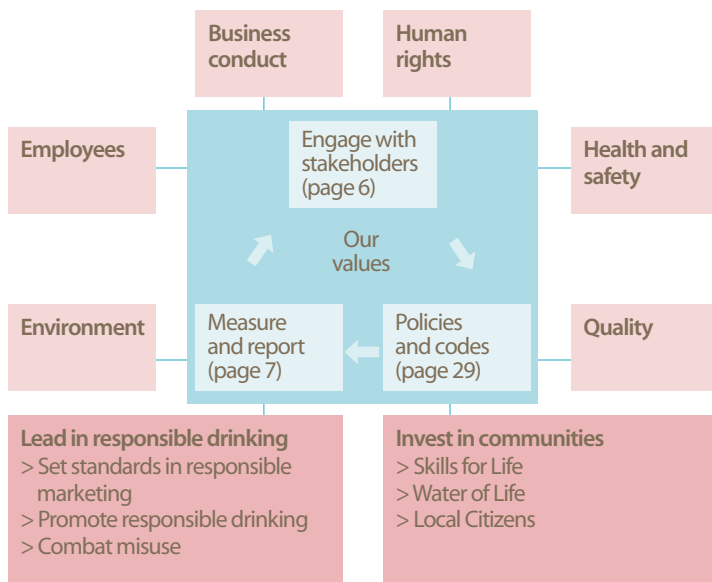 Business
conduct
Human
rights
Employees
Engage with
stakeholders
(page 6)
Health and
safety
Our
values
Environment
Measure
and report
(page 7)
Policies
and codes
(page 29)
Quality
Lead in responsible drinking
> Set standards in responsible
marketing
> Promote responsible drinking
> Combat misuse
Invest in communities
> Skills for Life
> Water of Life
> Local Citizens